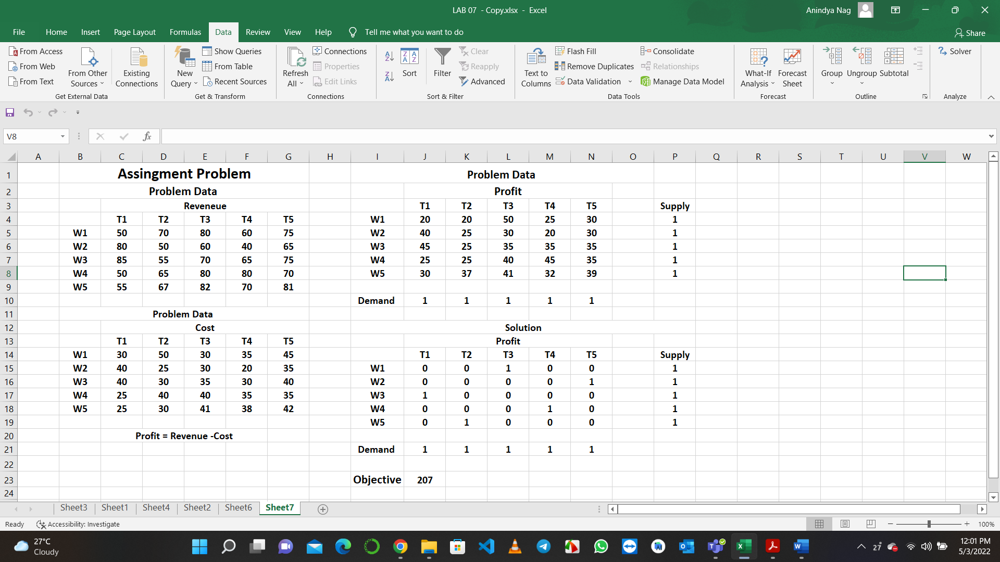 LAB 07 - Copy.xlsx - Excel
Anindya Nag
File Home Insert Page Layout Formulas Data Review View Help Tell me what you want to do
Share
From Access
From Web
From Text
From Other Sources
Existing Connections
Get External Data
New Query
Show Queries
From Table
Recent Sources
Get & Transform
Refresh All
Connections
Properties
Edit Links
Connections
Sort
Filter
Clear
Reapply
Advanced
Sort & Filter
Text to Columns
Flash Fill
Remove Duplicates
Data Validation
Consolidate
Relationships
Manage Data Model
Data Tools
What-If Analysis
Forecast Sheet
Forecast
Group
Ungroup
Subtotal
Outline
Solver
Analyze
V8
fx
A B C D E F G H I J K L M N O P Q R S T U V W
1 Assingment Problem Problem Data
2 Problem Data Profit
3 Reveneue T1 T2 T3 T4 T5 Supply
4 T1 T2 T3 T4 T5 W1 20 20 50 25 30 1
5 W1 50 70 80 60 75 W2 40 25 30 20 30 1
6 W2 80 50 60 40 65 W3 45 25 35 35 35 1
7 W3 85 55 70 65 75 W4 25 25 40 45 35 1
8 W4 50 65 80 80 70 W5 30 37 41 32 39 1
9 W5 55 67 82 70 81
10 Demand 1 1 1 1 1
11 Problem Data
12 Cost Solution
13 T1 T2 T3 T4 T5 Profit
14 W1 30 50 30 35 45 T1 T2 T3 T4 T5 Supply
15 W2 40 25 30 20 35 W1 0 0 1 0 0 1
16 W3 40 30 35 30 40 W2 0 0 0 0 1 1
17 W4 25 40 40 35 35 W3 1 0 0 0 0 1
18 W5 25 30 41 38 42 W4 0 0 0 1 0 1
19 W5 0 1 0 0 0 1
20 Profit = Revenue -Cost
21 Demand 1 1 1 1 1
22
23 Objective 207
24
Sheet3 Sheet1 Sheet4 Sheet2 Sheet6 Sheet7
Ready Accessibility: Investigate
100%
27°C
Cloudy
27
12:01 PM
5/3/2022